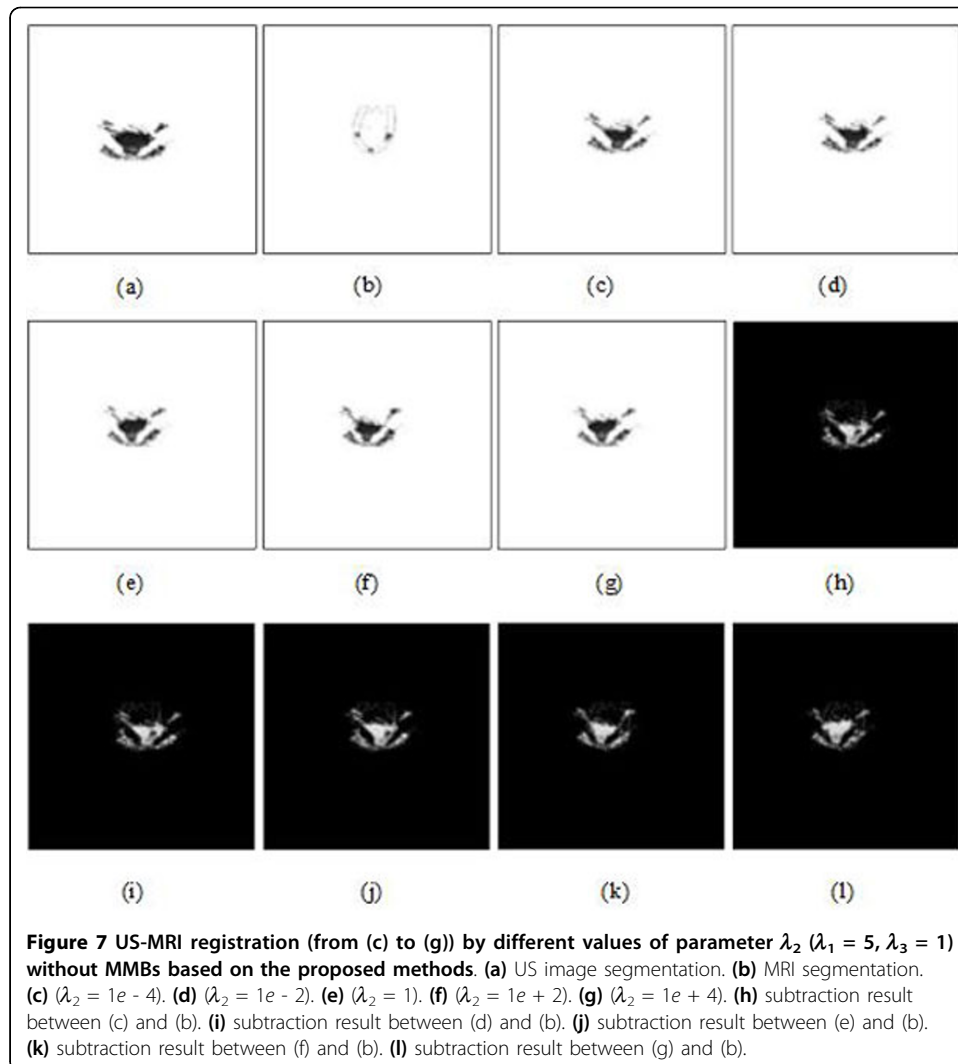 (a) (b) (c) (d)
(e) (f) (g) (h)
(i) (j) (k) (l)
Figure 7 US-MRI registration (from (c) to (g)) by different values of parameter λ₂ (λ₁ = 5, λ₃ = 1)
without MMBs based on the proposed methods. (a) US image segmentation. (b) MRI segmentation.
(c) (λ₂ = 1e - 4). (d) (λ₂ = 1e - 2). (e) (λ₂ = 1). (f) (λ₂ = 1e + 2). (g) (λ₂ = 1e + 4). (h) subtraction result
between (c) and (b). (i) subtraction result between (d) and (b). (j) subtraction result between (e) and (b).
(k) subtraction result between (f) and (b). (l) subtraction result between (g) and (b).